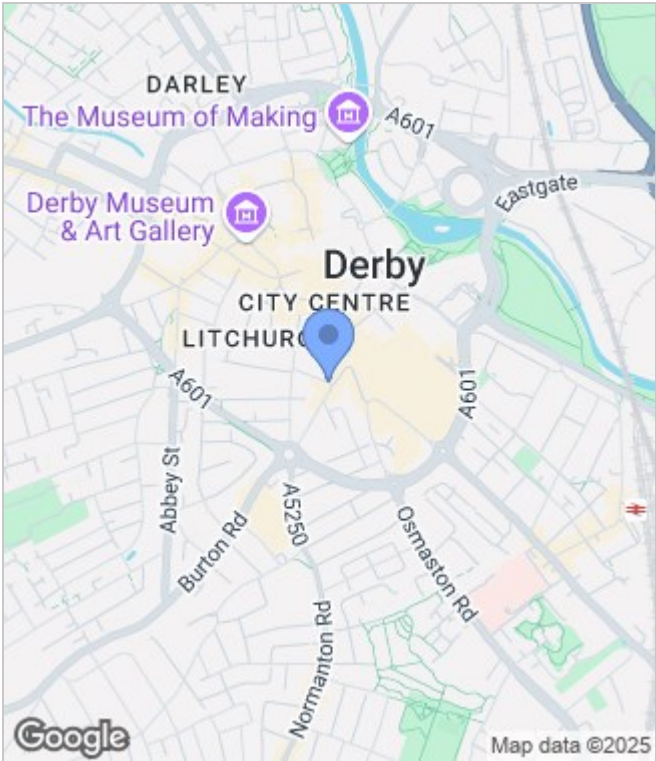 DARLEY
The Museum of Making
A601
Eastgate
Derby Museum
& Art Gallery
Derby
CITY CENTRE
LITCHURC
A601
A601
Abbey St
Burton Rd
A5250
Osmaston Rd
Normanton Rd
Google
Map data ©2025